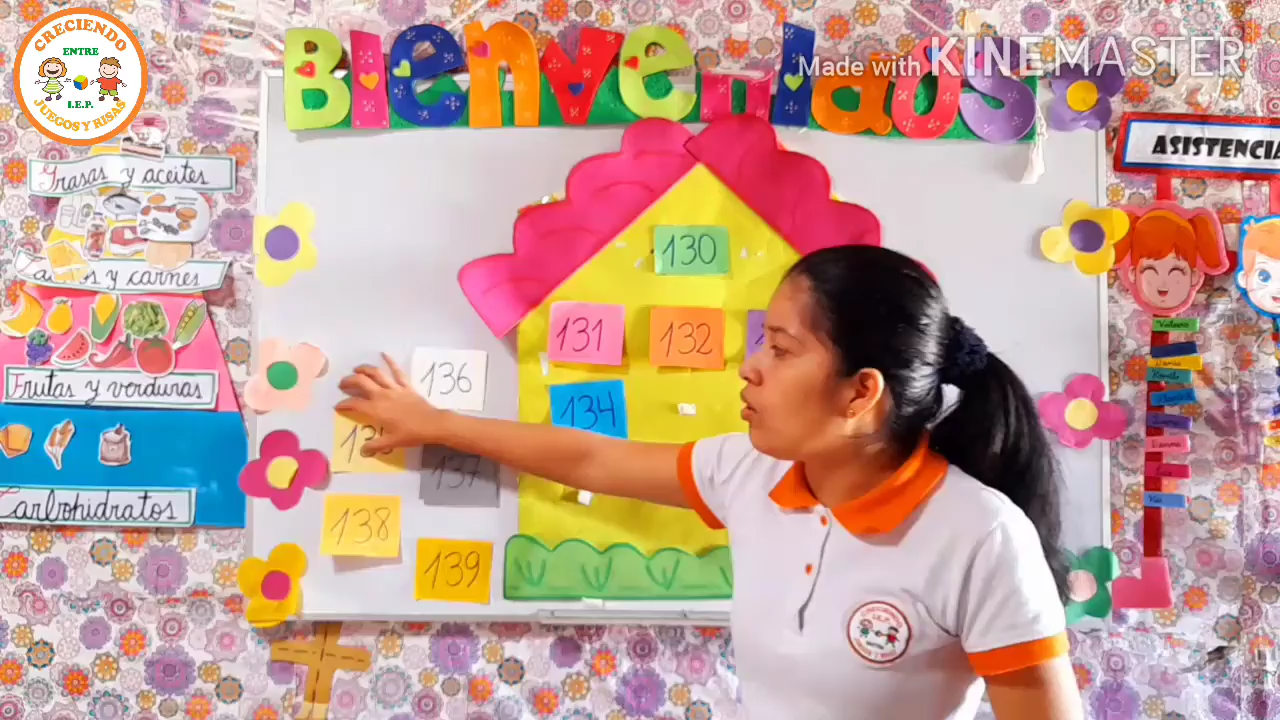 CRECIENDO
ENTRE
I.E.P.
JUEGOS Y RISAS
BIenvenIdos
Made with KINEMASTER
ASISTENCIA
Grasas y aceites
y carnes
Frutas y verduras
Carbohidratos
130
131
132
134
136
137
138
139